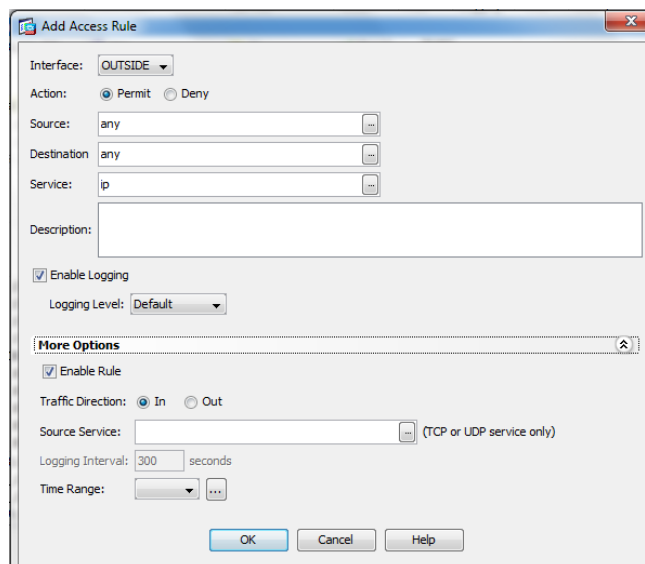 Add Access Rule
Interface: OUTSIDE
Action: Permit Deny
Source: any ...
Destination any ...
Service: ip ...
Description:
Enable Logging
Logging Level: Default
More Options
Enable Rule
Traffic Direction: In Out
Source Service: ... (TCP or UDP service only)
Logging Interval: 300 seconds
Time Range: ...
OK Cancel Help